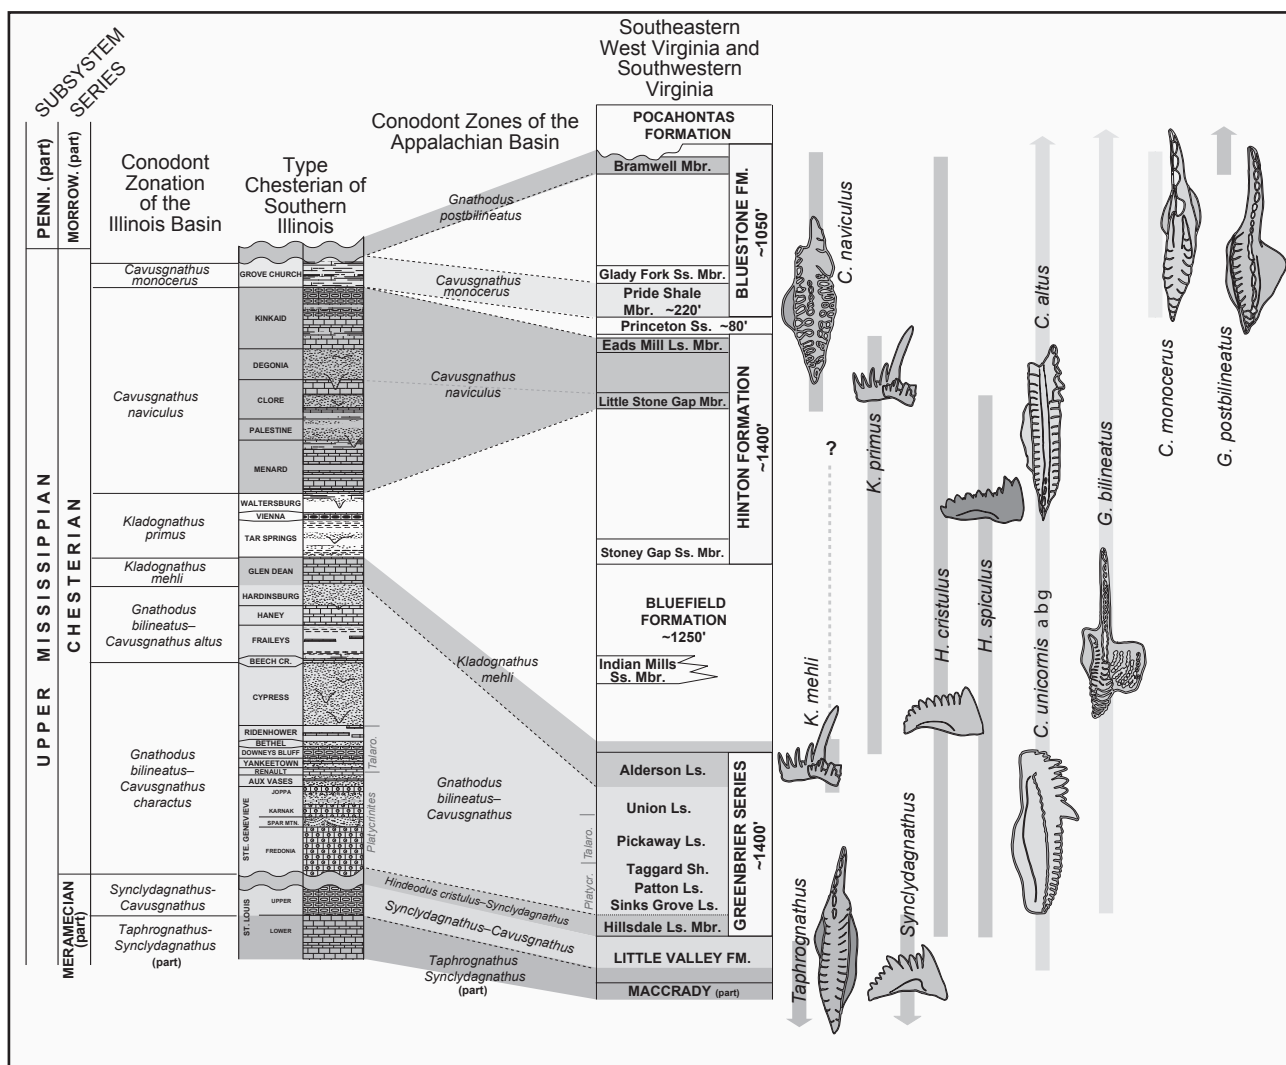 SUBSYSTEM
SERIES
PENN. (part)
MORROW. (part)
UPPER MISSISSIPPIAN
CHESTERIAN
MERAMECIAN
(part)
Conodont
Zonation
of the
Illinois Basin
Cavusgnathus
monocerus
Cavusgnathus
naviculus
Kladognathus
primus
Kladognathus
mehli
Gnathodus
bilineatus–
Cavusgnathus altus
Gnathodus
bilineatus–
Cavusgnathus
charactus
Synclydagnathus-
Cavusgnathus
Taphrognathus-
Synclydagnathus
(part)
Type
Chesterian of
Southern
Illinois
GROVE CHURCH
KINKAID
DEGONIA
CLORE
PALESTINE
MENARD
WALTERSBURG
VIENNA
TAR SPRINGS
GLEN DEAN
HARDINSBURG
HANEY
FRAILEYS
BEECH CR.
CYPRESS
RIDENHOWER
BETHEL
DOWNEYS BLUFF
YANKEETOWN
RENAULT
AUX VASES
STE. GENEVIEVE
JOPPA
KARNAK
SPAR MTN.
FREDONIA
ST. LOUIS
UPPER
LOWER
Talaro.
Platycrinites
Conodont Zones of the
Appalachian Basin
Gnathodus
postbilineatus
Cavusgnathus
monocerus
Cavusgnathus
naviculus
Kladognathus
mehli
Gnathodus
bilineatus–
Cavusgnathus
Hindeodus cristulus–Synclydagnathus
Synclydagnathus–Cavusgnathus
Taphrognathus
Synclydagnathus
(part)
Talaro.
Platycr.
Southeastern
West Virginia and
Southwestern
Virginia
POCAHONTAS
FORMATION
Bramwell Mbr.
Glady Fork Ss. Mbr.
Pride Shale
Mbr. ~220'
BLUESTONE FM.
~1050'
Princeton Ss. ~80'
Eads Mill Ls. Mbr.
Little Stone Gap Mbr.
Stoney Gap Ss. Mbr.
HINTON FORMATION
~1400'
BLUEFIELD
FORMATION
~1250'
Indian Mills
Ss. Mbr.
Alderson Ls.
Union Ls.
Pickaway Ls.
Taggard Sh.
Patton Ls.
Sinks Grove Ls.
Hillsdale Ls. Mbr.
GREENBRIER SERIES
~1400'
LITTLE VALLEY FM.
MACCRADY (part)
Taphrognathus
C. naviculus
?
K. mehli
K. primus
Synclydagnathus
H. cristulus
H. spiculus
C. altus
C. unicornis a b g
G. bilineatus
C. monocerus
G. postbilineatus